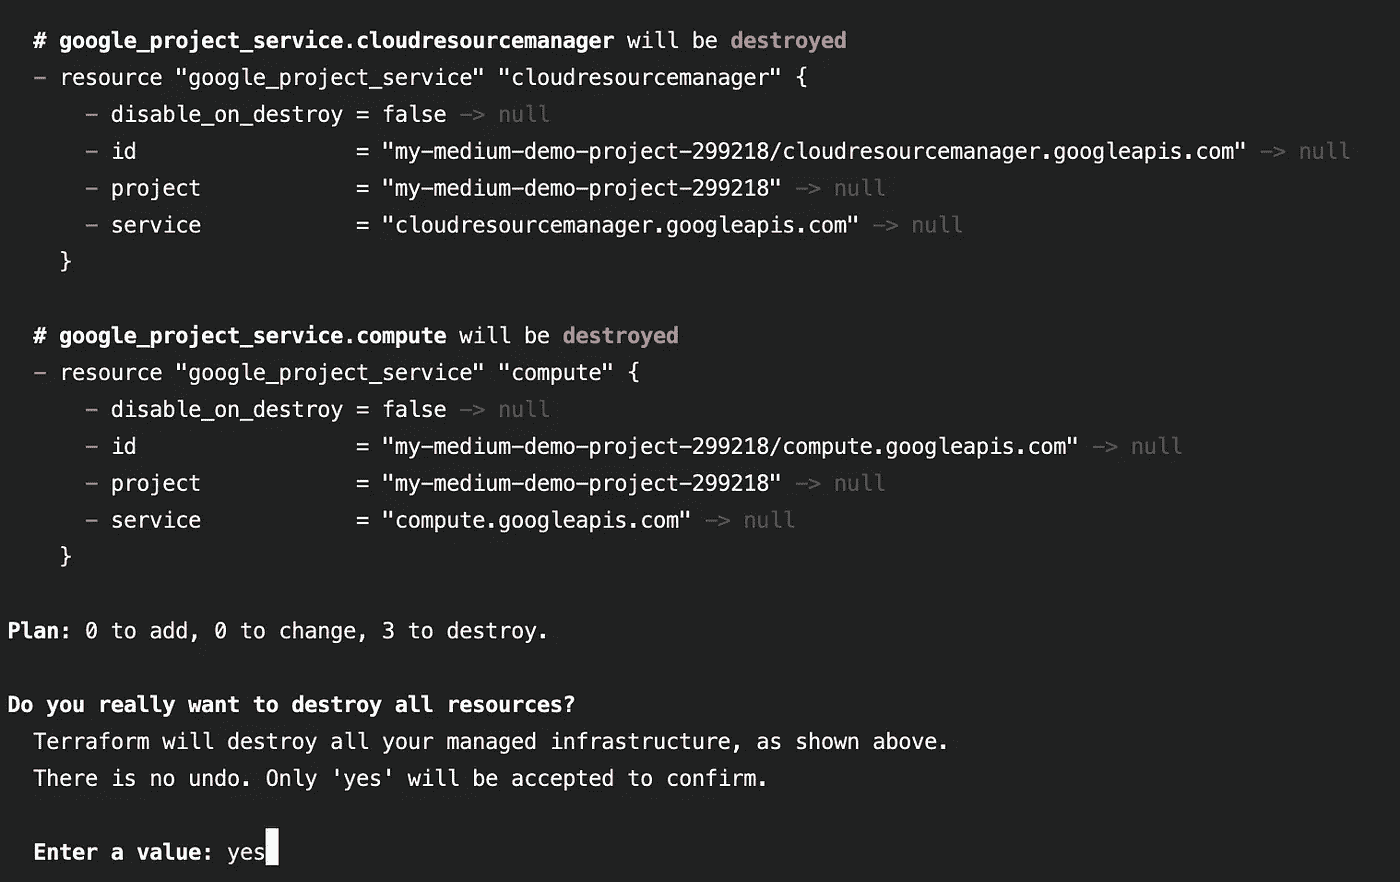 # google_project_service.cloudresourcemanager will be destroyed
- resource "google_project_service" "cloudresourcemanager" {
- disable_on_destroy = false -> null
- id = "my-medium-demo-project-299218/cloudresourcemanager.googleapis.com" -> null
- project = "my-medium-demo-project-299218" -> null
- service = "cloudresourcemanager.googleapis.com" -> null
}
# google_project_service.compute will be destroyed
- resource "google_project_service" "compute" {
- disable_on_destroy = false -> null
- id = "my-medium-demo-project-299218/compute.googleapis.com" -> null
- project = "my-medium-demo-project-299218" -> null
- service = "compute.googleapis.com" -> null
}
Plan: 0 to add, 0 to change, 3 to destroy.
Do you really want to destroy all resources?
Terraform will destroy all your managed infrastructure, as shown above.
There is no undo. Only 'yes' will be accepted to confirm.
Enter a value: yes